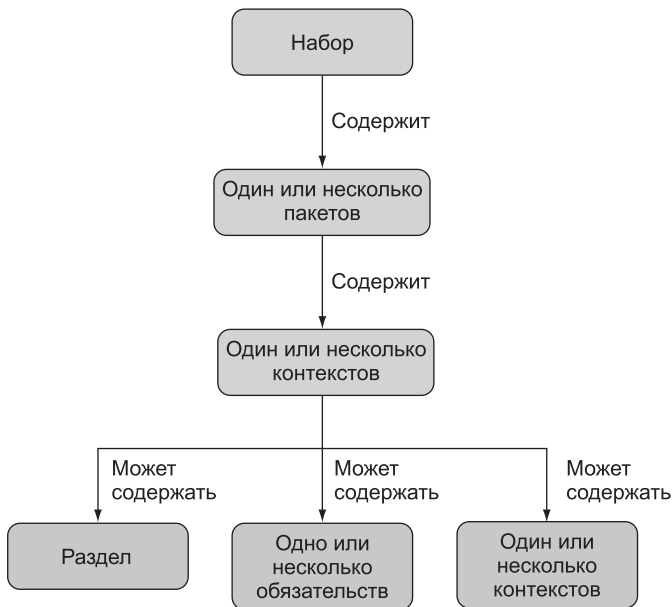 Набор
Содержит
Один или несколько
пакетов
Содержит
Один или несколько
контекстов
Может
содержать
Может
содержать
Может
содержать
Раздел
Одно или
несколько
обязательств
Один или
несколько
контекстов